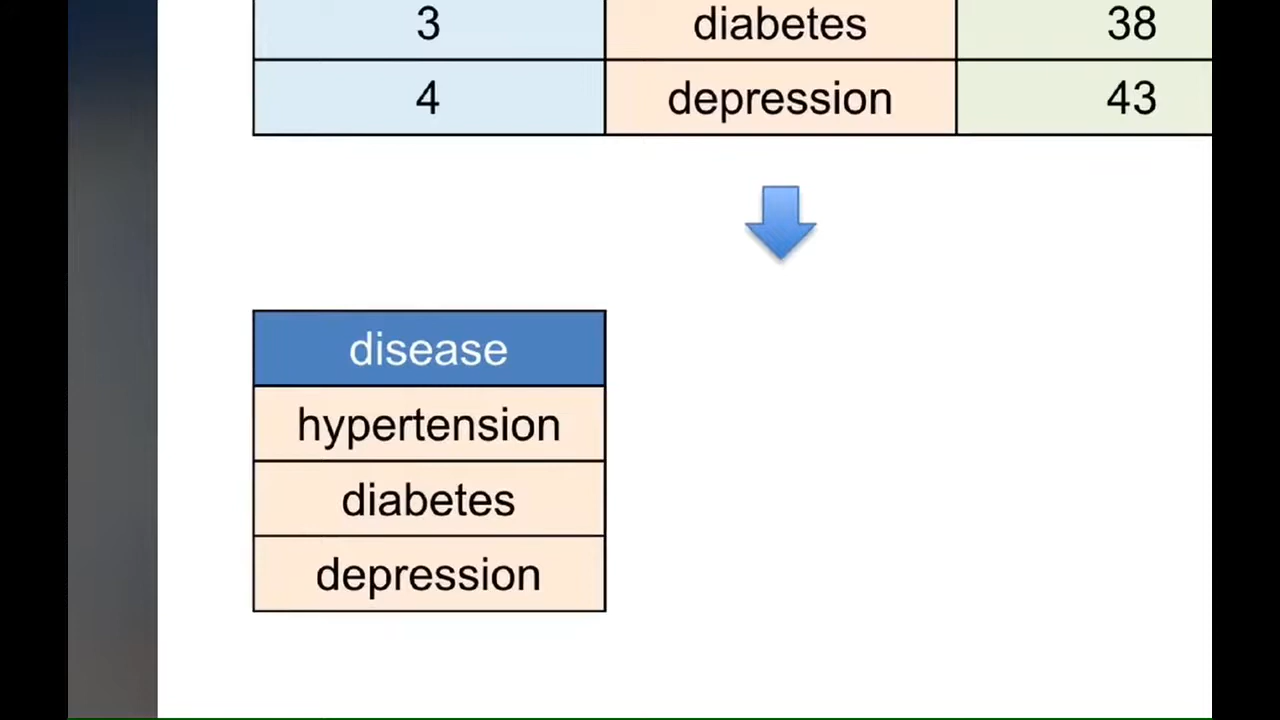 3 diabetes 38
4 depression 43
disease
hypertension
diabetes
depression